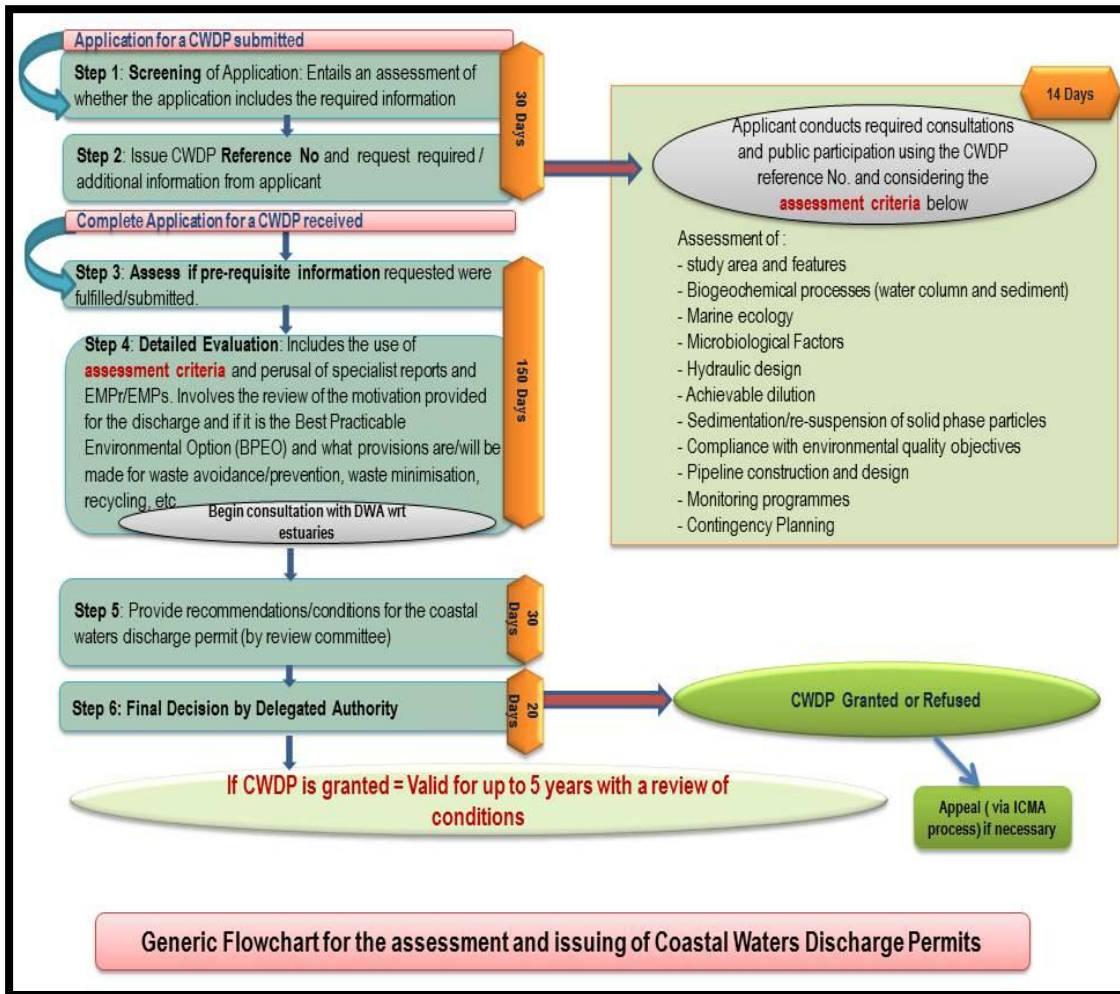 Application for a CWDP submitted
Step 1: Screening of Application: Entails an assessment of
whether the application includes the required information
30 Days
Step 2: Issue CWDP Reference No and request required /
additional information from applicant
14 Days
Applicant conducts required consultations
and public participation using the CWDP
reference No. and considering the
assessment criteria below
Assessment of :
- study area and features
- Biogeochemical processes (water column and sediment)
- Marine ecology
- Microbiological Factors
- Hydraulic design
- Achievable dilution
- Sedimentation/re-suspension of solid phase particles
- Compliance with environmental quality objectives
- Pipeline construction and design
- Monitoring programmes
- Contingency Planning
Complete Application for a CWDP received
Step 3: Assess if pre-requisite information requested were
fulfilled/submitted.
150 Days
Step 4: Detailed Evaluation: Includes the use of
assessment criteria and perusal of specialist reports and
EMPr/EMPs. Involves the review of the motivation provided
for the discharge and if it is the Best Practicable
Environmental Option (BPEO) and what provisions are/will be
made for waste avoidance/prevention, waste minimisation,
recycling, etc
Begin consultation with DWA wrt
estuaries
Step 5: Provide recommendations/conditions for the coastal
waters discharge permit (by review committee)
30
Days
Step 6: Final Decision by Delegated Authority
20
Days
CWDP Granted or Refused
If CWDP is granted = Valid for up to 5 years with a review of
conditions
Appeal ( via ICMA
process) if necessary
Generic Flowchart for the assessment and issuing of Coastal Waters Discharge Permits